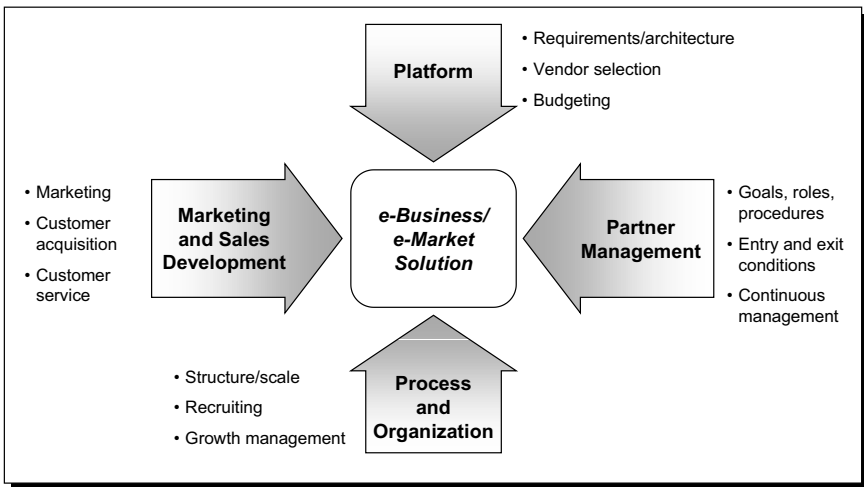 Platform
• Requirements/architecture
• Vendor selection
• Budgeting
• Marketing
• Customer
acquisition
• Customer
service
Marketing
and Sales
Development
e-Business/
e-Market
Solution
Partner
Management
• Goals, roles,
procedures
• Entry and exit
conditions
• Continuous
management
• Structure/scale
• Recruiting
• Growth management
Process
and
Organization